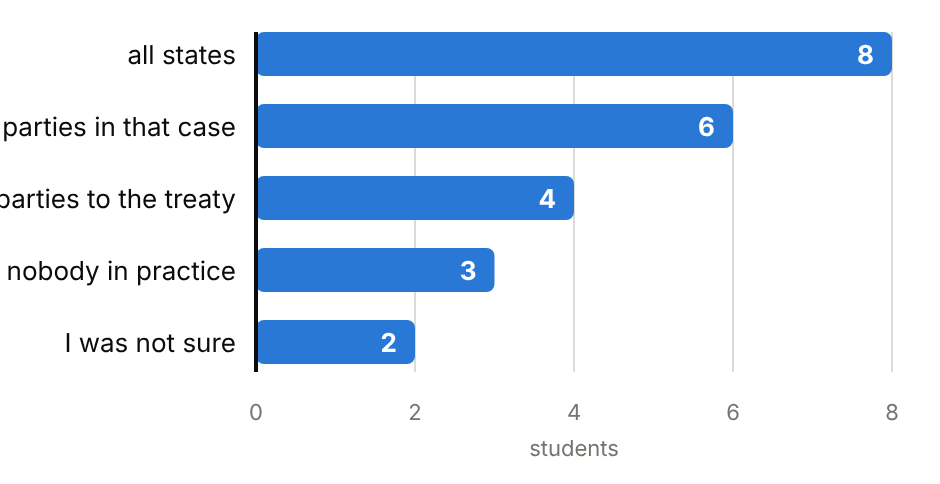 all states
8
parties in that case
6
parties to the treaty
4
nobody in practice
3
I was not sure
2
0 2 4 6 8
students